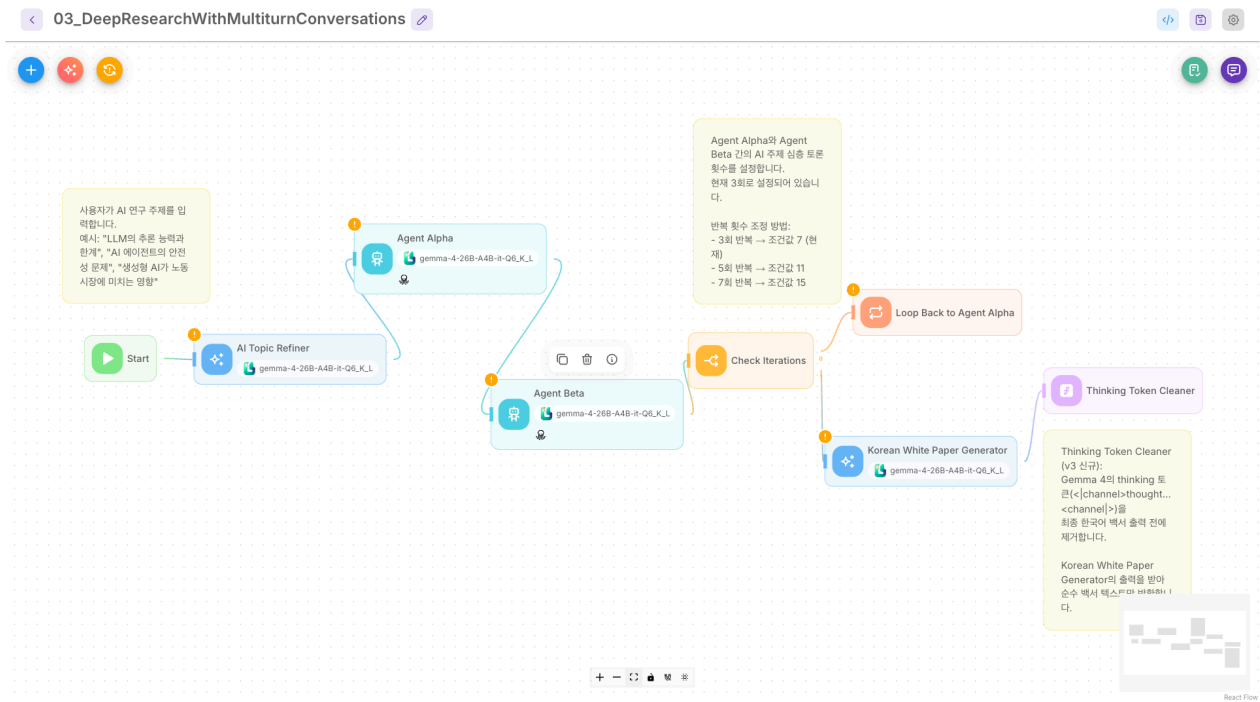 03_DeepResearchWithMultiturnConversations
Agent Alpha와 Agent
Beta 간의 AI 주제 심층 토론
횟수를 설정합니다.
현재 3회로 설정되어 있습니
다.
반복 횟수 조정 방법:
- 3회 반복 → 조건값 7 (현
재)
- 5회 반복 → 조건값 11
- 7회 반복 → 조건값 15
사용자가 AI 연구 주제를 입
력합니다.
예시: "LLM의 추론 능력과
한계", "AI 에이전트의 안전
성 문제", "생성형 AI가 노동
시장에 미치는 영향"
Agent Alpha
gemma-4-26B-A4B-it-Q6_K_L
Loop Back to Agent Alpha
Start
AI Topic Refiner
gemma-4-26B-A4B-it-Q6_K_L
Check Iterations
Agent Beta
gemma-4-26B-A4B-it-Q6_K_L
Thinking Token Cleaner
Korean White Paper Generator
gemma-4-26B-A4B-it-Q6_K_L
Thinking Token Cleaner
(v3 신규):
Gemma 4의 thinking 토
큰(<|channel>thought...
<channel|>)을
최종 한국어 백서 출력 전에
제거합니다.
Korean White Paper
Generator의 출력을 받아
순수 백서 텍스트만 반환합니
다.
React Flow